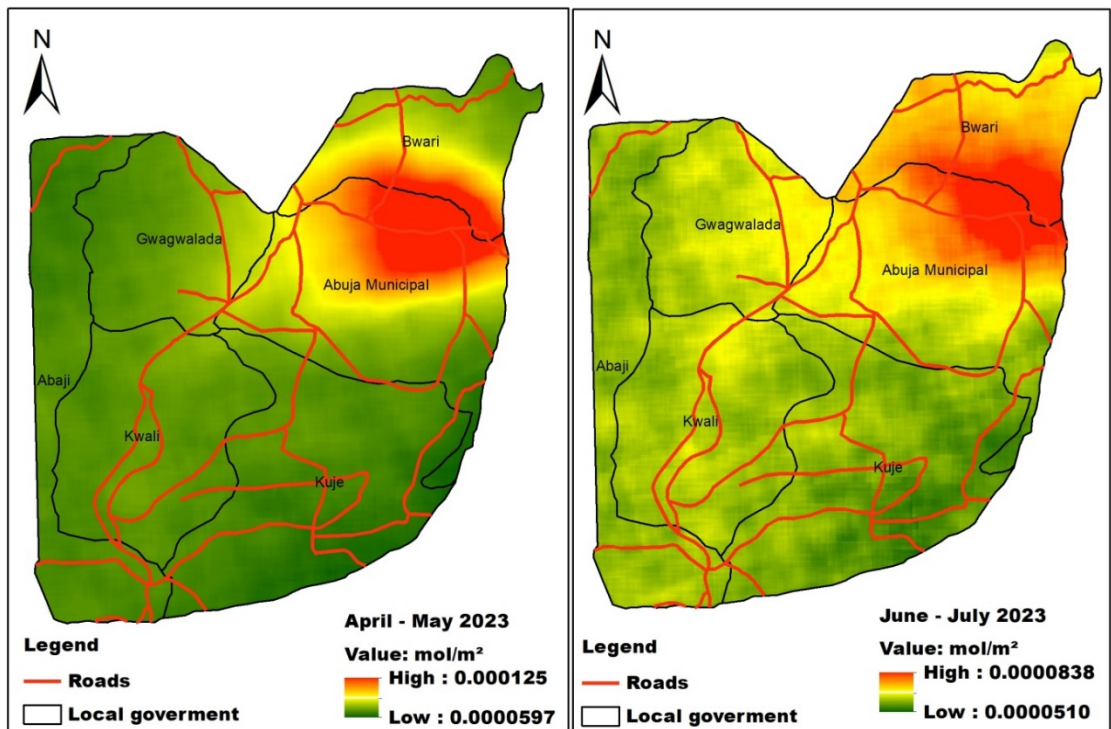 N
Bwari
Gwagwalada
Abuja Municipal
Abaji
Kwali
Kuje
April - May 2023
Legend
Value: mol/m²
Roads
High : 0.000125
Local goverment
Low : 0.0000597
N
Bwari
Gwagwalada
Abuja Municipal
Abaji
Kwali
Kuje
June - July 2023
Legend
Value: mol/m²
Roads
High : 0.0000838
Local goverment
Low : 0.0000510